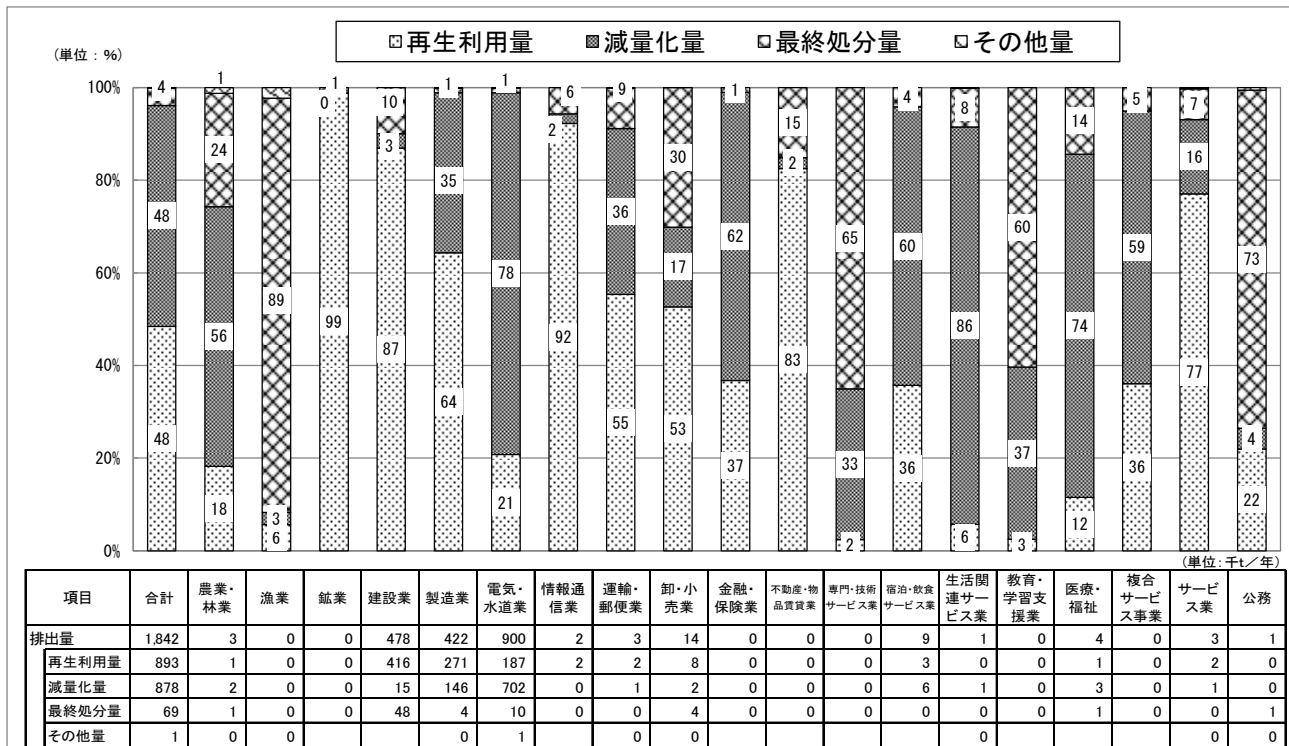 再生利用量 減量化量 最終処分量 その他量
(単位:%)
100%
80%
60%
40%
20%
0%
4 48 48
1 24 56 18
89 3 6
1 0 99
10 3 87
1 35 64
1 78 21
6 2 92
9 36 55
30 17 53
1 62 37
15 2 83
65 33 2
4 60 36
8 86 6
60 37 3
14 74 12
5 59 36
7 16 77
73 4 22
(単位:千t/年)
項目 合計 農業・林業 漁業 鉱業 建設業 製造業 電気・水道業 情報通信業 運輸・郵便業 卸・小売業 金融・保険業 不動産・物品賃貸業 専門・技術サービス業 宿泊・飲食サービス業 生活関連サービス業 教育・学習支援業 医療・福祉 複合サービス事業 サービス業 公務
排出量 1,842 3 0 0 478 422 900 2 3 14 0 0 0 9 1 0 4 0 3 1
再生利用量 893 1 0 0 416 271 187 2 2 8 0 0 0 3 0 0 1 0 2 0
減量化量 878 2 0 0 15 146 702 0 1 2 0 0 0 6 1 0 3 0 1 0
最終処分量 69 1 0 0 48 4 10 0 0 4 0 0 0 0 0 0 1 0 0 1
その他量 1 0 0 0 1 0 0 0 0 0